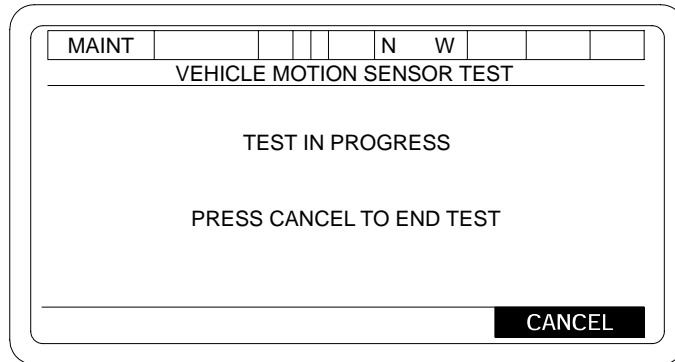 MAINT N W
VEHICLE MOTION SENSOR TEST
TEST IN PROGRESS
PRESS CANCEL TO END TEST
CANCEL